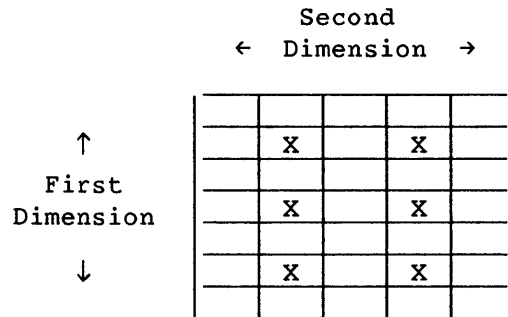 Second
← Dimension →
↑
X X
First
Dimension
X X
↓
X X